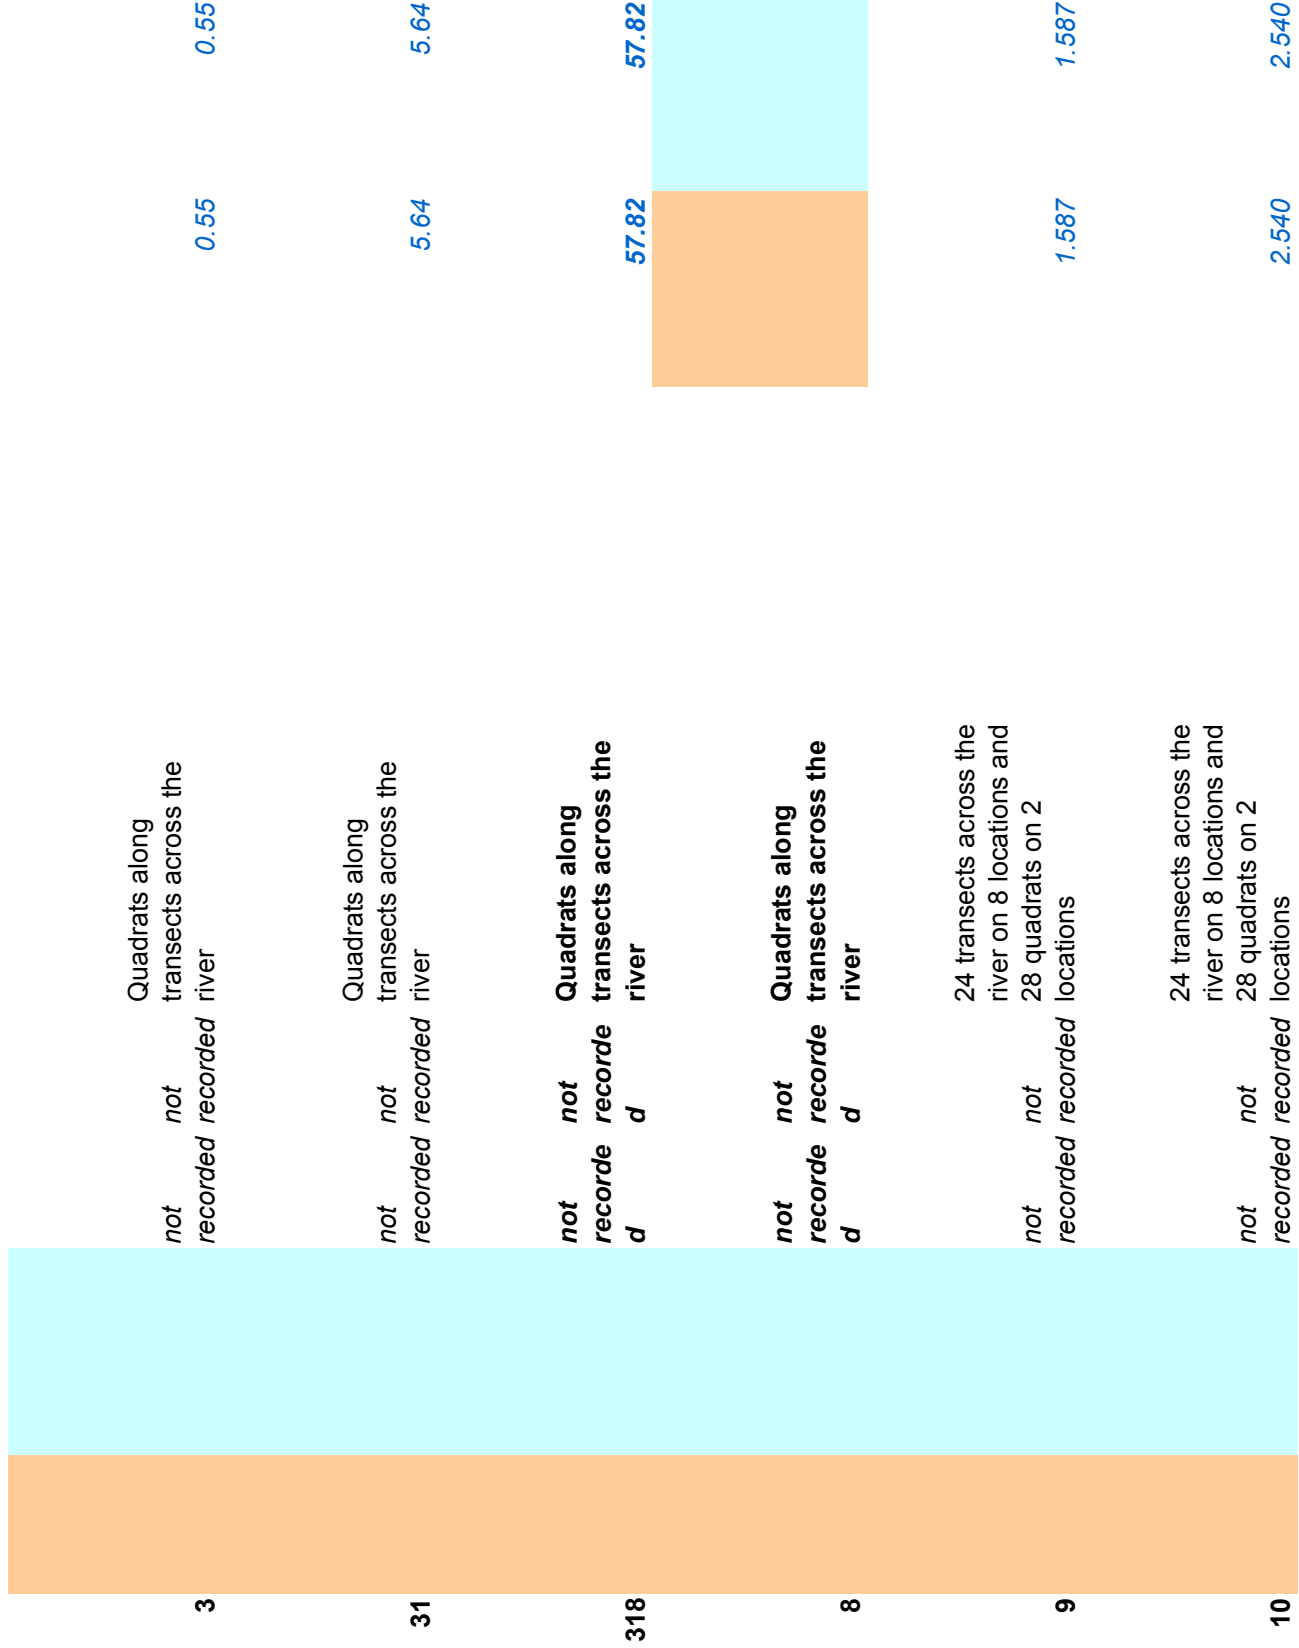 3
not
recorded
not
recorded
Quadrats along
transects across the
river
0.55
0.55
31
not
recorded
not
recorded
Quadrats along
transects across the
river
5.64
5.64
318
not
recorde
d
not
recorde
d
Quadrats along
transects across the
river
57.82
57.82
8
not
recorde
d
not
recorde
d
Quadrats along
transects across the
river
9
not
recorded
not
recorded
24 transects across the
river on 8 locations and
28 quadrats on 2
locations
1.587
1.587
10
not
recorded
not
recorded
24 transects across the
river on 8 locations and
28 quadrats on 2
locations
2.540
2.540